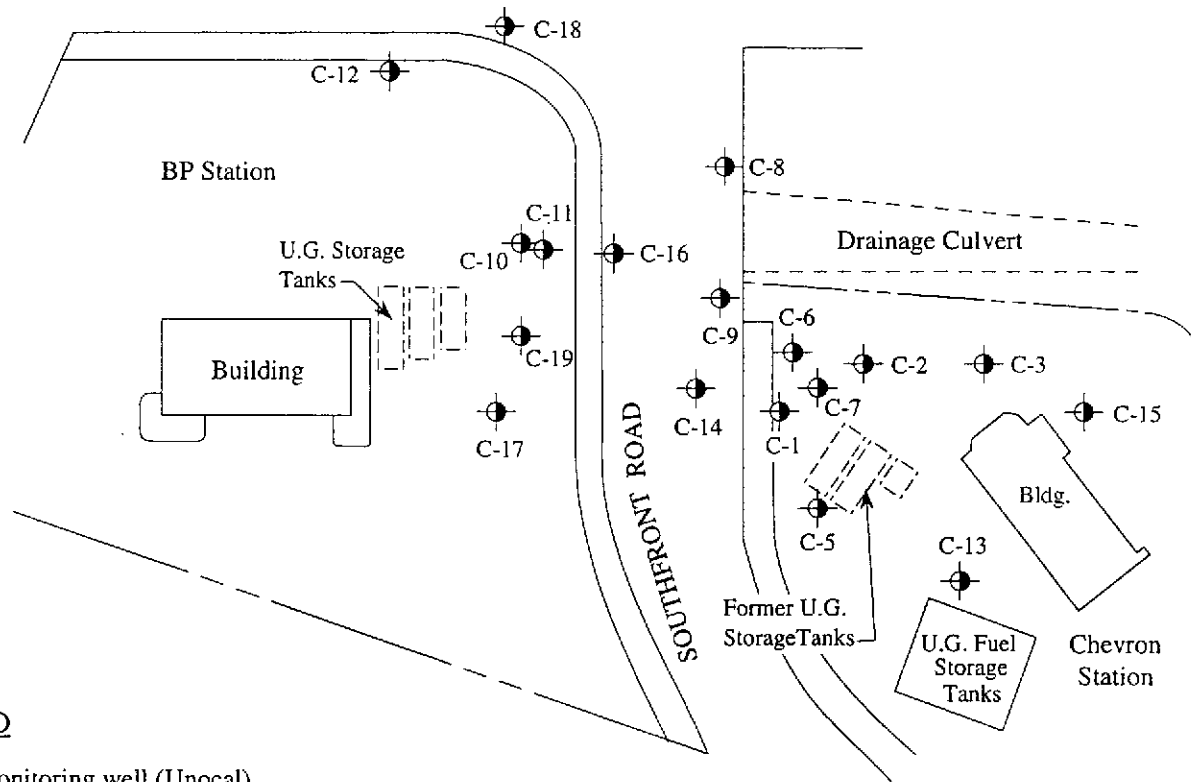 C-18
C-12
BP Station
C-8
C-11
U.G. Storage
Tanks
C-10
C-16
Drainage Culvert
C-6
C-9
C-19
Building
C-2
C-3
C-7
C-14
C-1
C-15
C-17
SOUTHFRONT ROAD
Bldg.
C-5
C-13
Former U.G.
StorageTanks
U.G. Fuel
Storage
Tanks
Chevron
Station
onitoring well (Unocal)